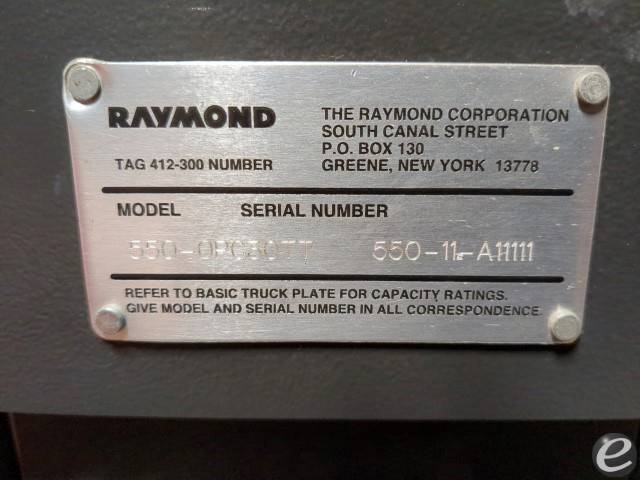 RAYMOND
THE RAYMOND CORPORATION
SOUTH CANAL STREET
P.O. BOX 130
TAG 412-300 NUMBER
GREENE, NEW YORK 13778
MODEL SERIAL NUMBER
550-OPC30TT 550-11-A11111
REFER TO BASIC TRUCK PLATE FOR CAPACITY RATINGS.
GIVE MODEL AND SERIAL NUMBER IN ALL CORRESPONDENCE.
e